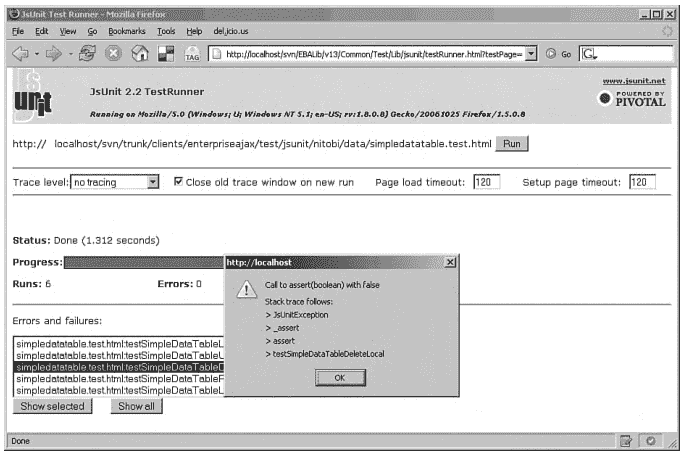 JsUnit 2.2 TestRunner - Mozilla Firefox
File Edit View Go Bookmarks Tools Help del.icio.us
TAG http://localhost/svn/EBALib/v13/Common/Test/Lib/jsunit/testRunner.html?testPage= Go G
JS Unit
JsUnit 2.2 TestRunner
www.jsunit.net
POWERED BY
PIVOTAL
Running on Mozilla/5.0 (Windows; U; Windows NT 5.1; en-US; rv:1.8.0.8) Gecko/20061025 Firefox/1.5.0.8
http:// localhost/svn/trunk/clients/enterpriseajax/test/jsunit/nitobi/data/simpledatatable.test.html Run
Trace level: no tracing Close old trace window on new run Page load timeout: 120 Setup page timeout: 120
Status: Done (1.312 seconds)
Progress:
Runs: 6 Errors: 0
http://localhost
Call to assert(boolean) with false
Stack trace follows:
> JsUnitException
> _assert
> assert
> testSimpleDataTableDeleteLocal
OK
Errors and failures:
simpledatatable.test.html:testSimpleDataTableL
simpledatatable.test.html:testSimpleDataTableU
simpledatatable.test.html:testSimpleDataTableD
simpledatatable.test.html:testSimpleDataTableF
simpledatatable.test.html:testSimpleDataTableL
Show selected Show all
Done